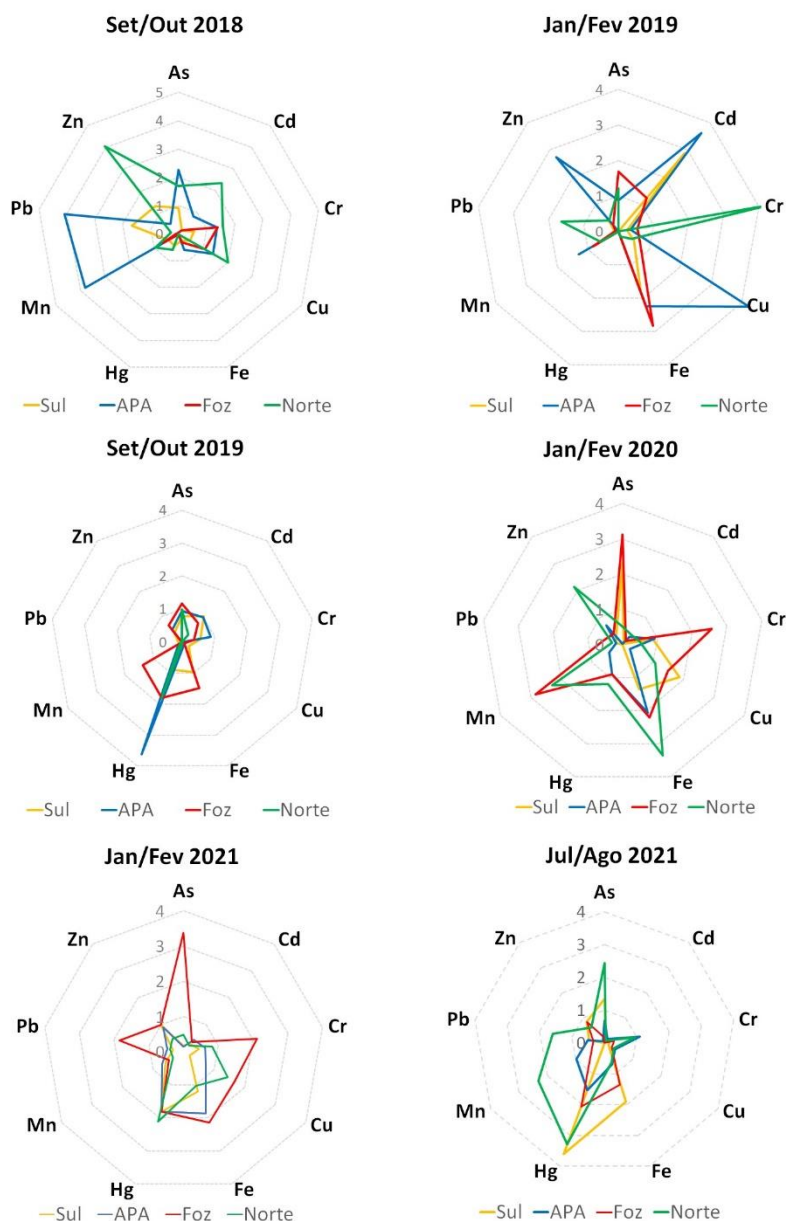 Set/Out 2018
As
5
4
3
2
1
0
Cd
Cr
Cu
Fe
Hg
Mn
Pb
Zn
Sul APA Foz Norte
Jan/Fev 2019
As
4
3
2
1
0
Cd
Cr
Cu
Fe
Hg
Mn
Pb
Zn
Sul APA Foz Norte
Set/Out 2019
As
4
3
2
1
0
Cd
Cr
Cu
Fe
Hg
Mn
Pb
Zn
Sul APA Foz Norte
Jan/Fev 2020
As
4
3
2
1
0
Cd
Cr
Cu
Fe
Hg
Mn
Pb
Zn
Sul APA Foz Norte
Jan/Fev 2021
As
4
3
2
1
0
Cd
Cr
Cu
Fe
Hg
Mn
Pb
Zn
Sul APA Foz Norte
Jul/Ago 2021
As
4
3
2
1
0
Cd
Cr
Cu
Fe
Hg
Mn
Pb
Zn
Sul APA Foz Norte